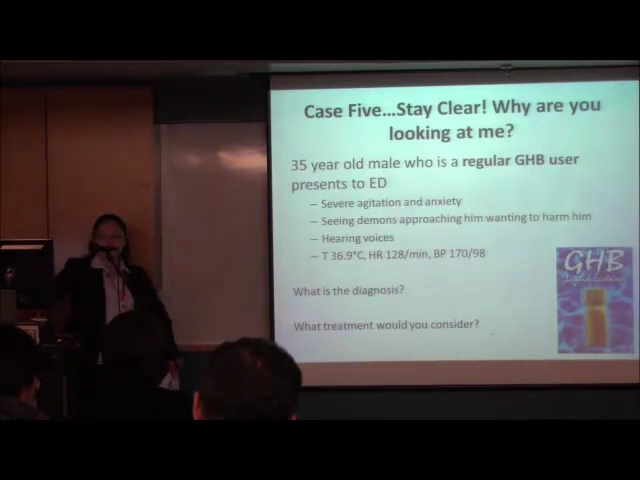 Case Five...Stay Clear! Why are you
looking at me?
35 year old male who is a regular GHB user
presents to ED
– Severe agitation and anxiety
– Seeing demons approaching him wanting to harm him
– Hearing voices
– T 36.9°C, HR 128/min, BP 170/98
What is the diagnosis?
What treatment would you consider?
GHB